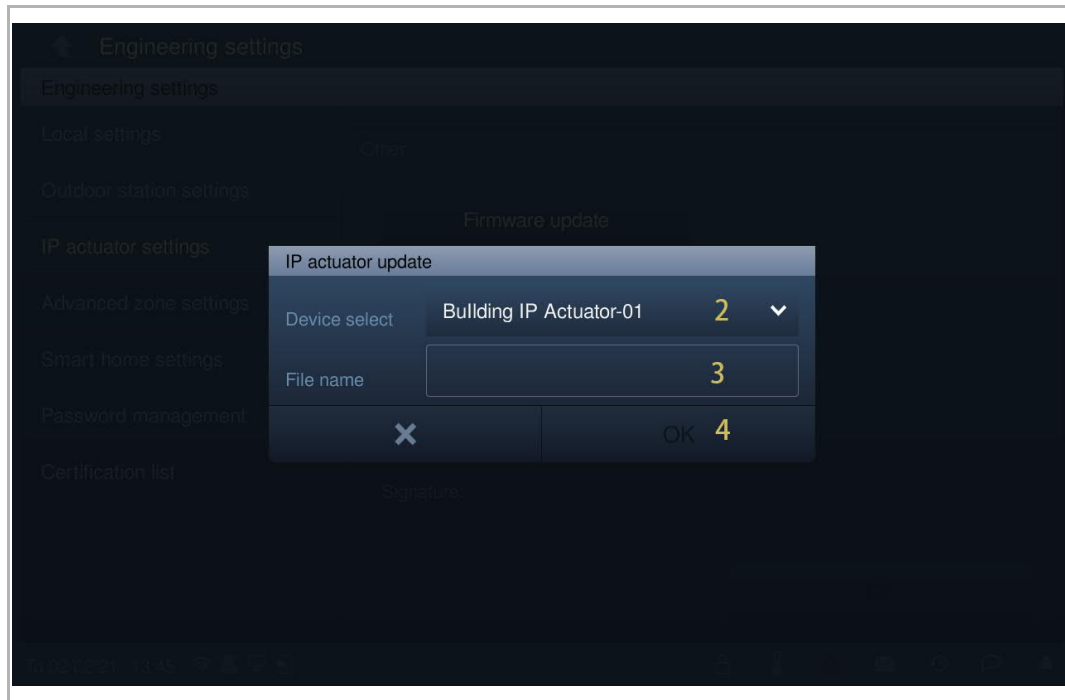 Engineering settings
Engineering settings
Local settings
Other:
Outdoor station settings
Firmware update
IP actuator settings
IP actuator update
Advanced zone settings
Device select
BuIlding IP Actuator-01
2
Smart home settings
File name
3
Password management
OK
4
Certification list
Signature: